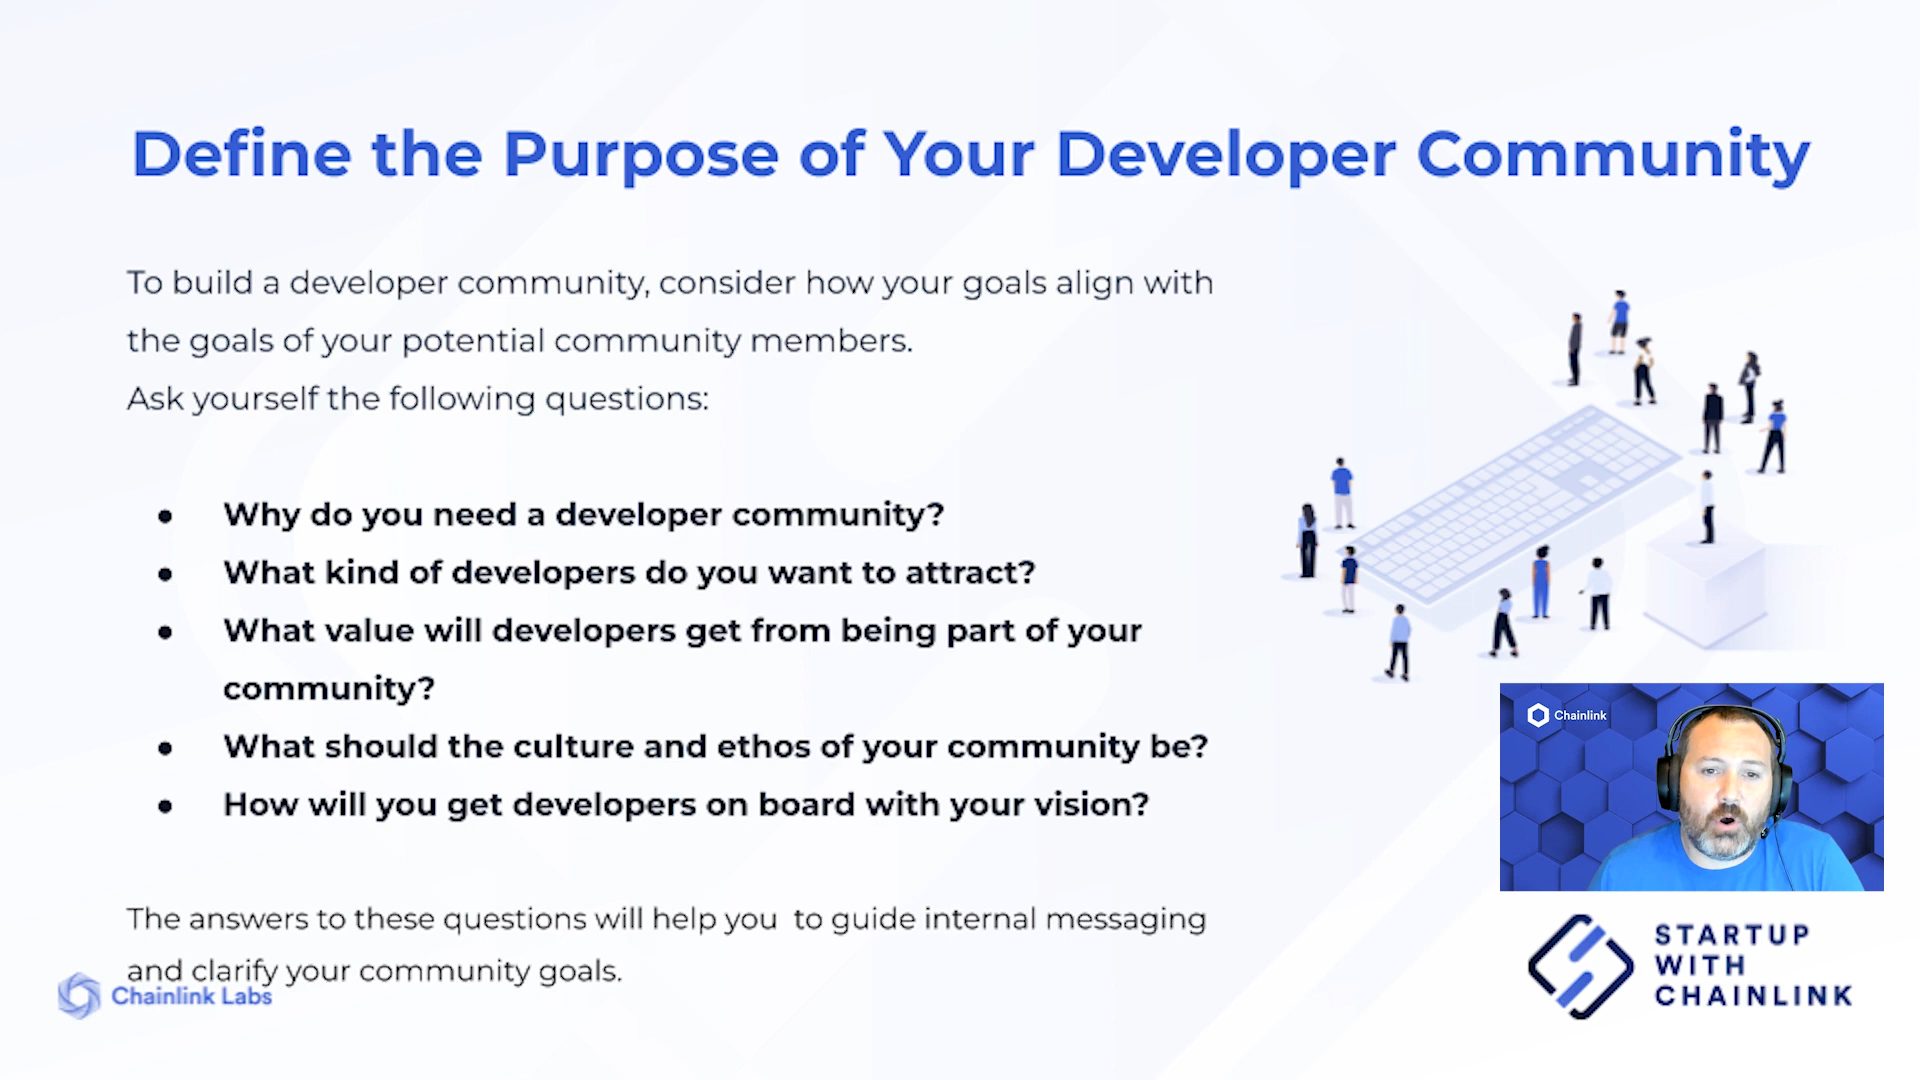 Define the Purpose of Your Developer Community
To build a developer community, consider how your goals align with
the goals of your potential community members.
Ask yourself the following questions:
● Why do you need a developer community?
● What kind of developers do you want to attract?
● What value will developers get from being part of your
community?
● What should the culture and ethos of your community be?
● How will you get developers on board with your vision?
The answers to these questions will help you  to guide internal messaging
and clarify your community goals.
Chainlink Labs
Chainlink
STARTUP
WITH
CHAINLINK